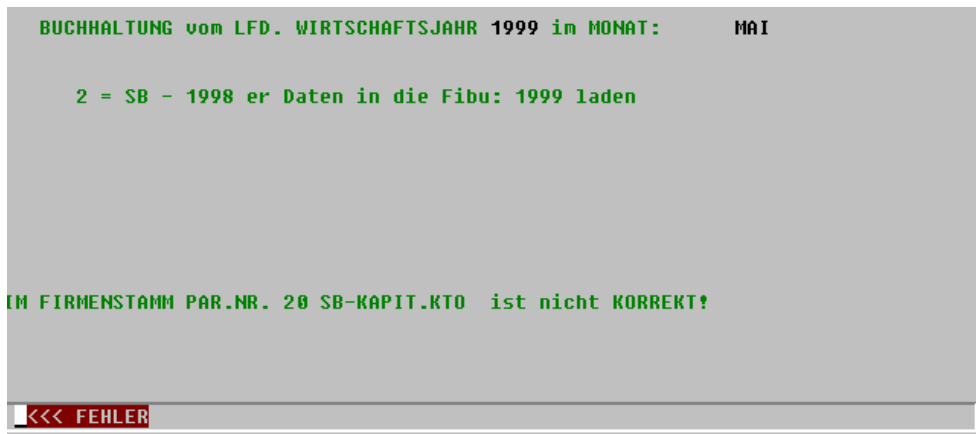 BUCHHALTUNG vom LFD. WIRTSCHAFTSJAHR 1999 im MONAT: MAI
2 = SB - 1998 er Daten in die Fibu: 1999 laden
IM FIRMENSTAMM PAR.NR. 20 SB-KAPIT.KTO ist nicht KORREKT!
<<< FEHLER